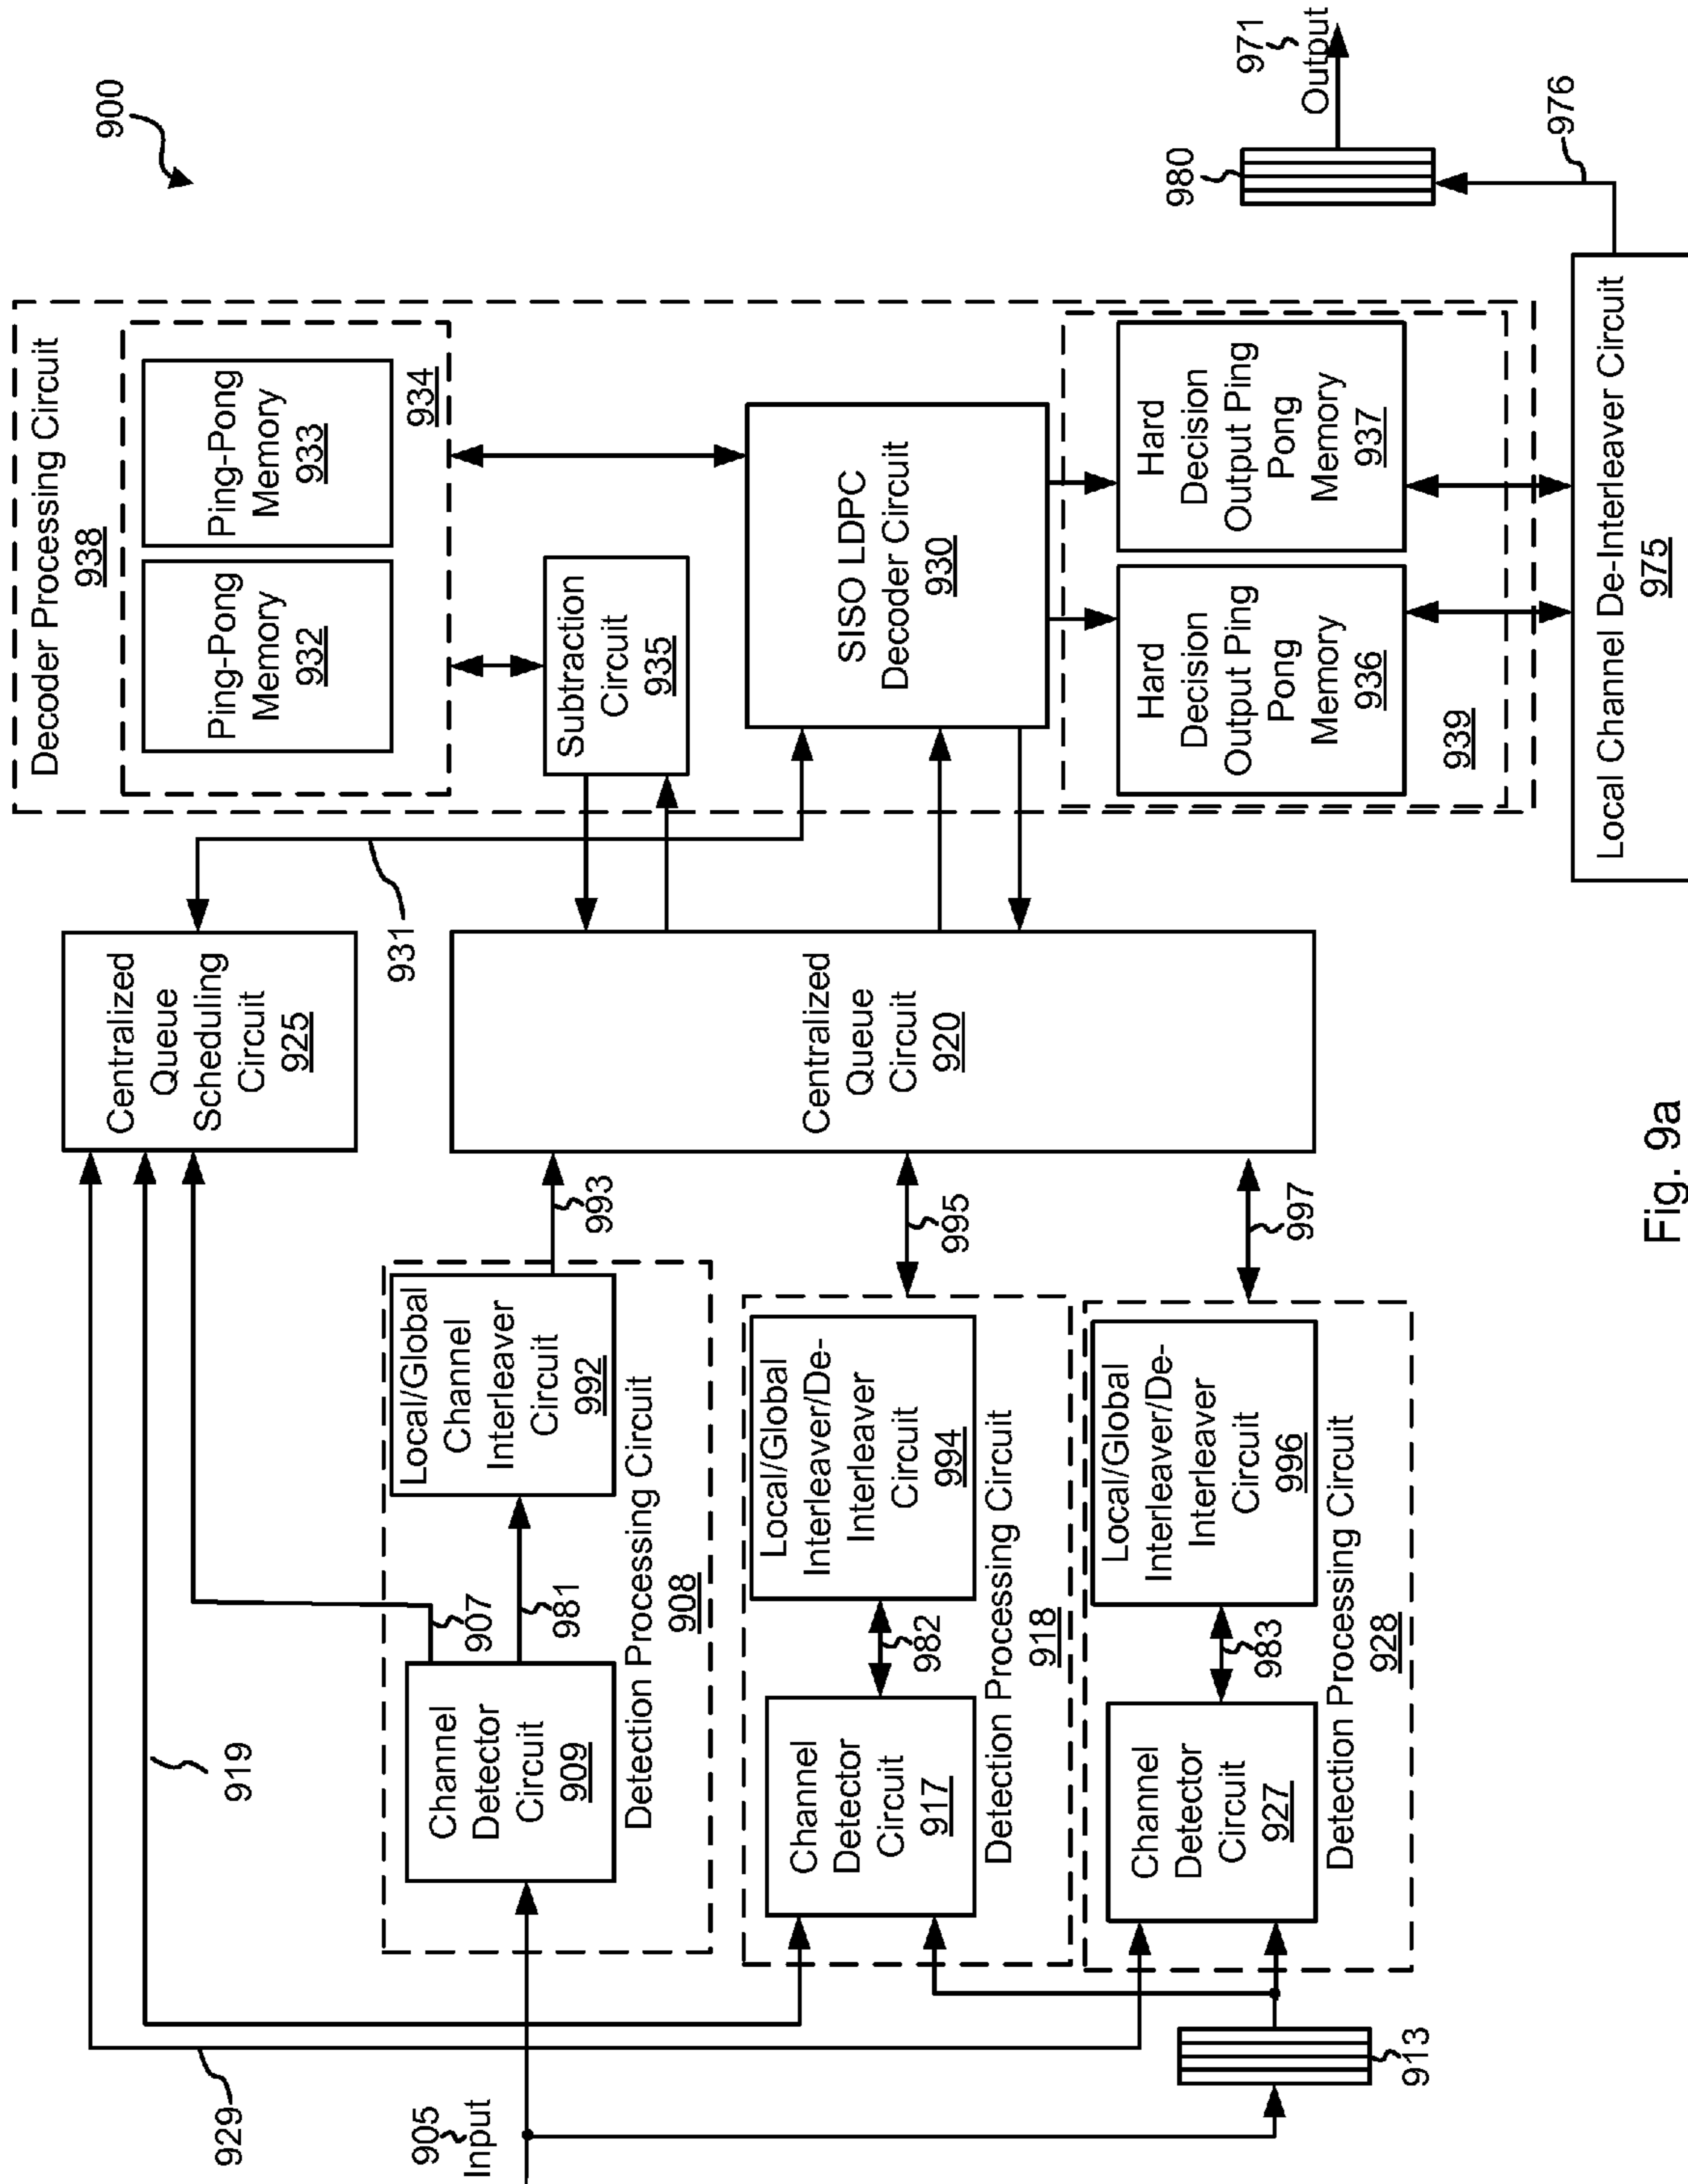 900
Decoder Processing Circuit
938
Ping-Pong
Memory
932
Ping-Pong
Memory
933
934
Subtraction
Circuit
935
SISO LDPC
Decoder Circuit
930
Hard
Decision
Output Ping
Pong
Memory
936
Hard
Decision
Output Ping
Pong
Memory
937
939
Local Channel De-Interleaver Circuit
975
976
980
971
Output
931
Centralized
Queue
Scheduling
Circuit
925
Centralized
Queue
Circuit
920
993
995
997
Local/Global
Channel
Interleaver
Circuit
992
907
981
Channel
Detector
Circuit
909
Detection Processing Circuit
908
Local/Global
Interleaver/De-
Interleaver
Circuit
994
982
Channel
Detector
Circuit
917
Detection Processing Circuit
918
Local/Global
Interleaver/De-
Interleaver
Circuit
996
983
Channel
Detector
Circuit
927
Detection Processing Circuit
928
919
929
905
Input
913
Fig. 9a